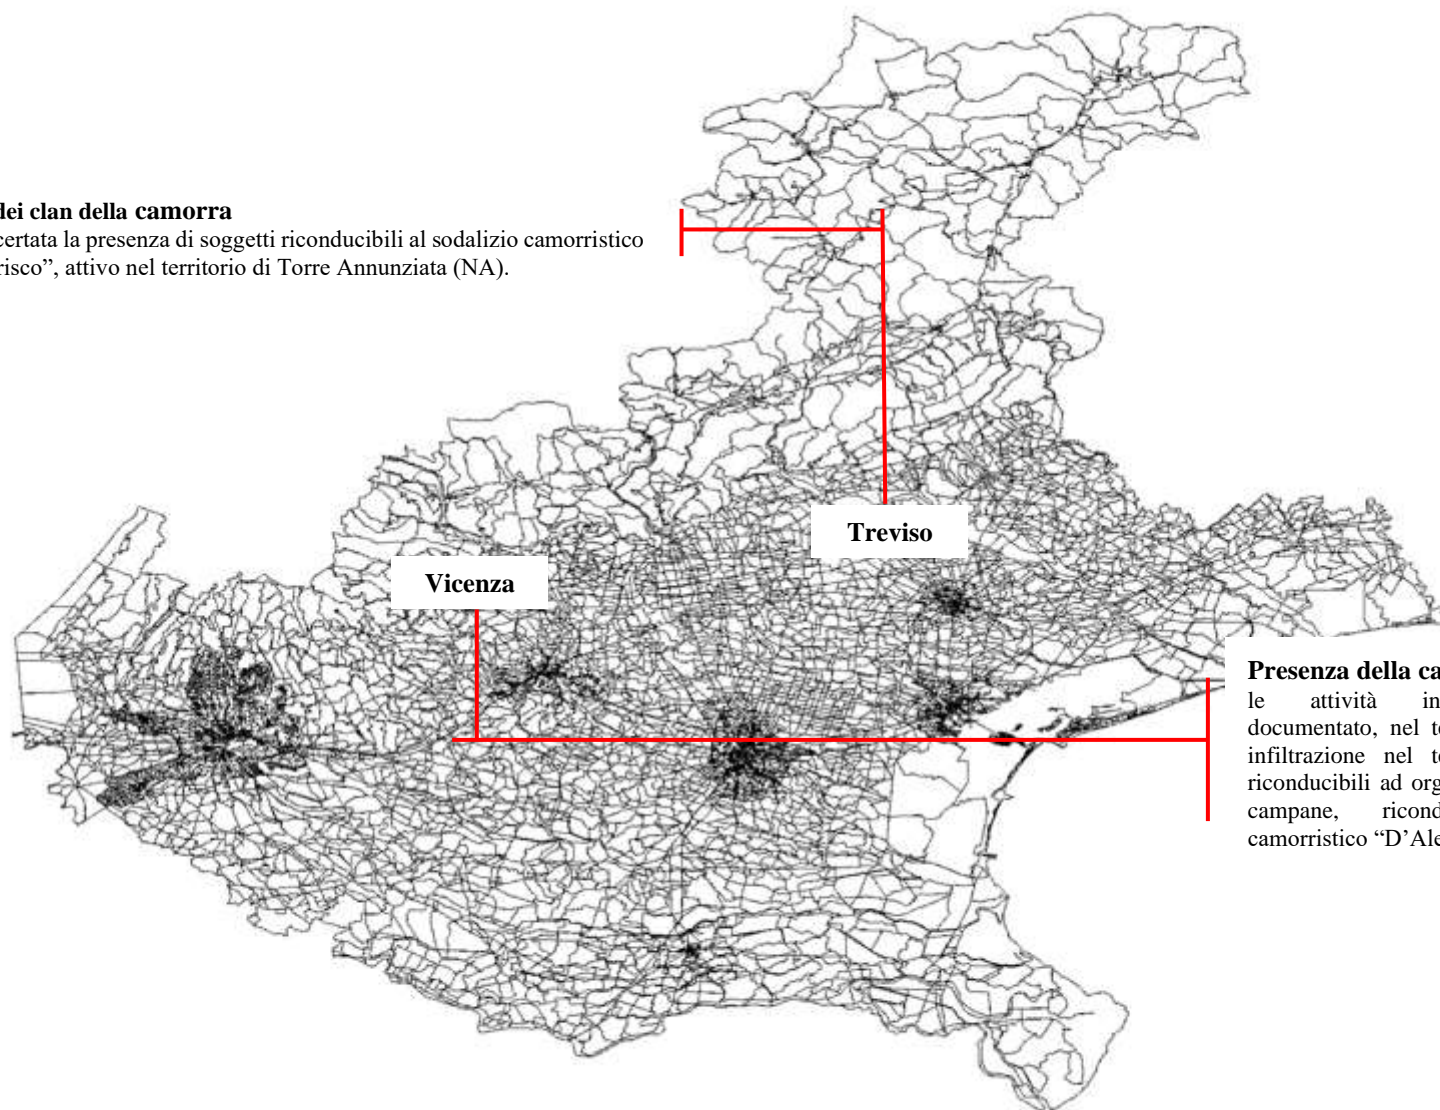 dei clan della camorra
certata la presenza di soggetti riconducibili al sodalizio camorristico
risco”, attivo nel territorio di Torre Annunziata (NA).
Treviso
Vicenza
Presenza della ca
le attività in
documentato, nel te
infiltrazione nel te
riconducibili ad org
campane, ricond
camorristico “D’Ale